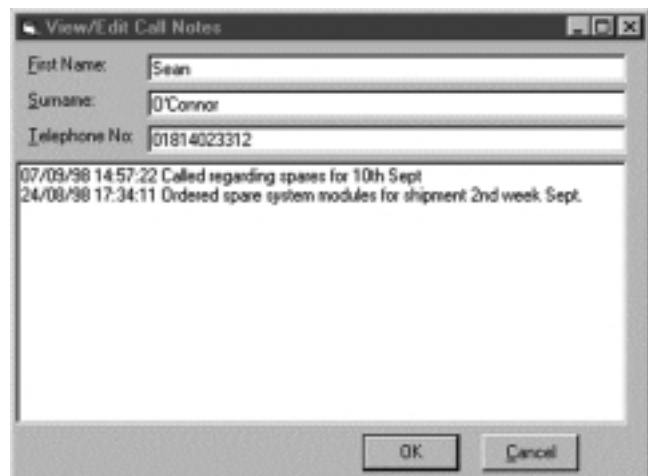 View/Edit Call Notes
First Name: Sean
Surname: O'Connor
Telephone No: 01814023312
07/09/98 14:57:22 Called regarding spares for 10th Sept
24/08/98 17:34:11 Ordered spare system modules for shipment 2nd week Sept.
OK Cancel